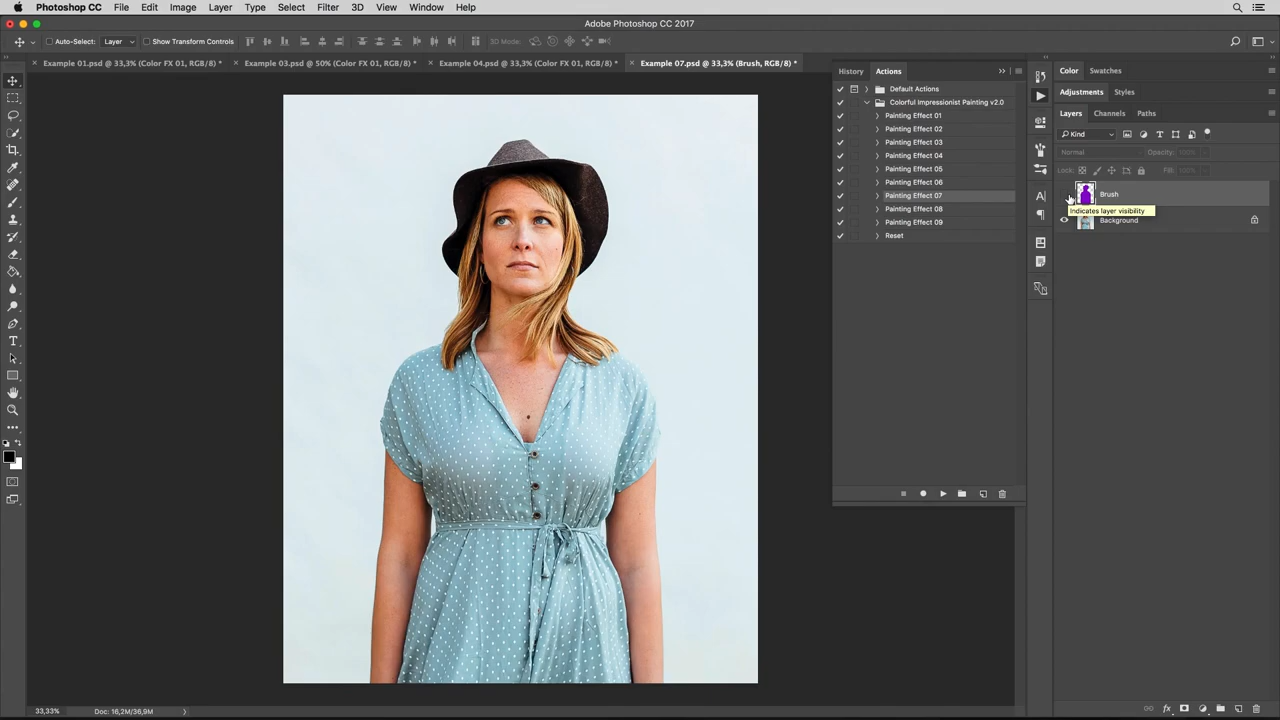 Photoshop CC File Edit Image Layer Type Select Filter 3D View Window Help
Adobe Photoshop CC 2017
Auto-Select: Layer Show Transform Controls 3D Mode:
Example 01.psd @ 33,3% (Color FX 01, RGB/8) * Example 03.psd @ 50% (Color FX 01, RGB/8) * Example 04.psd @ 33,3% (Color FX 01, RGB/8) * Example 07.psd @ 33,3% (Brush, RGB/8) *
History Actions
Default Actions
Colorful Impressionist Painting v2.0
Painting Effect 01
Painting Effect 02
Painting Effect 03
Painting Effect 04
Painting Effect 05
Painting Effect 06
Painting Effect 07
Painting Effect 08
Painting Effect 09
Reset
Color Swatches
Adjustments Styles
Layers Channels Paths
Kind
Normal Opacity: 100%
Lock: Fill: 100%
Brush
Indicates layer visibility
Background
33,33% Doc: 16,2M/36,9M